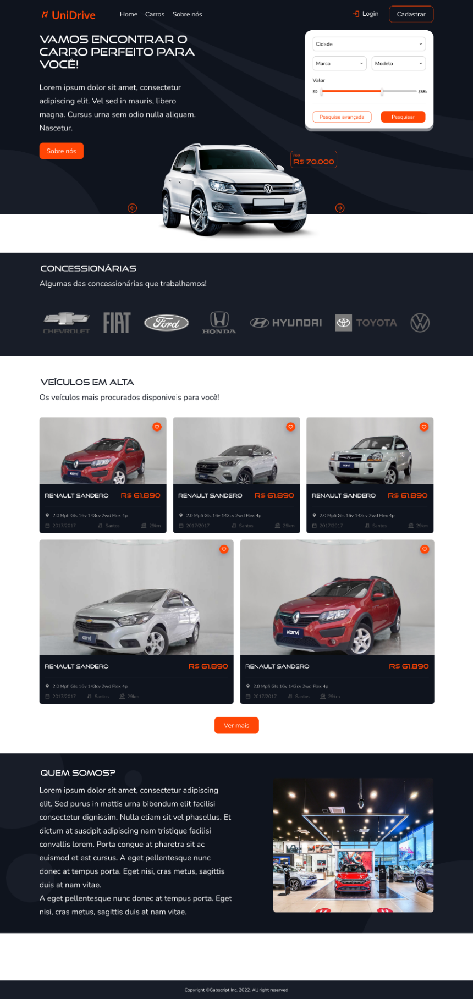 UniDrive
Home Carros Sobre nós
Login
Cadastrar
VAMOS ENCONTRAR O
CARRO PERFEITO PARA
VOCÊ!
Lorem ipsum dolor sit amet, consectetur
adipiscing elit. Vel sed in mauris, libero
magna. Cursus urna sem odio nulla aliquam.
Nascetur.
Sobre nós
Cidade
Marca
Modelo
Valor
$0
$58k
Pesquisa avançada
Pesquisar
Valor
R$ 70.000
CONCESSIONÁRIAS
Algumas das concessionárias que trabalhamos!
CHEVROLET
FIAT
Ford
HONDA
HYUNDAI
TOYOTA
VEÍCULOS EM ALTA
Os veículos mais procurados disponiveis para você!
Karvi
RENAULT SANDERO R$ 61.890
2.0 Mpfi Gls 16v 143cv 2wd Flex 4p
2017/2017 Santos 29km
Karvi
RENAULT SANDERO R$ 61.890
2.0 Mpfi Gls 16v 143cv 2wd Flex 4p
2017/2017 Santos 29km
Karvi
RENAULT SANDERO R$ 61.890
2.0 Mpfi Gls 16v 143cv 2wd Flex 4p
2017/2017 Santos 29km
Karvi
RENAULT SANDERO R$ 61.890
2.0 Mpfi Gls 16v 143cv 2wd Flex 4p
2017/2017 Santos 29km
Karvi
RENAULT SANDERO R$ 61.890
2.0 Mpfi Gls 16v 143cv 2wd Flex 4p
2017/2017 Santos 29km
Ver mais
QUEM SOMOS?
Lorem ipsum dolor sit amet, consectetur adipiscing
elit. Sed purus in mattis urna bibendum elit facilisi
consectetur dignissim. Nulla etiam sit vel phasellus. Et
dictum at suscipit adipiscing nam tristique facilisi
convallis lorem. Porta congue at pharetra sit ac
euismod et est cursus. A eget pellentesque nunc
donec at tempus porta. Eget nisi, cras metus, sagittis
duis at nam vitae.
A eget pellentesque nunc donec at tempus porta. Eget
nisi, cras metus, sagittis duis at nam vitae.
Copyright ©Gabscript Inc. 2022. All right reserved